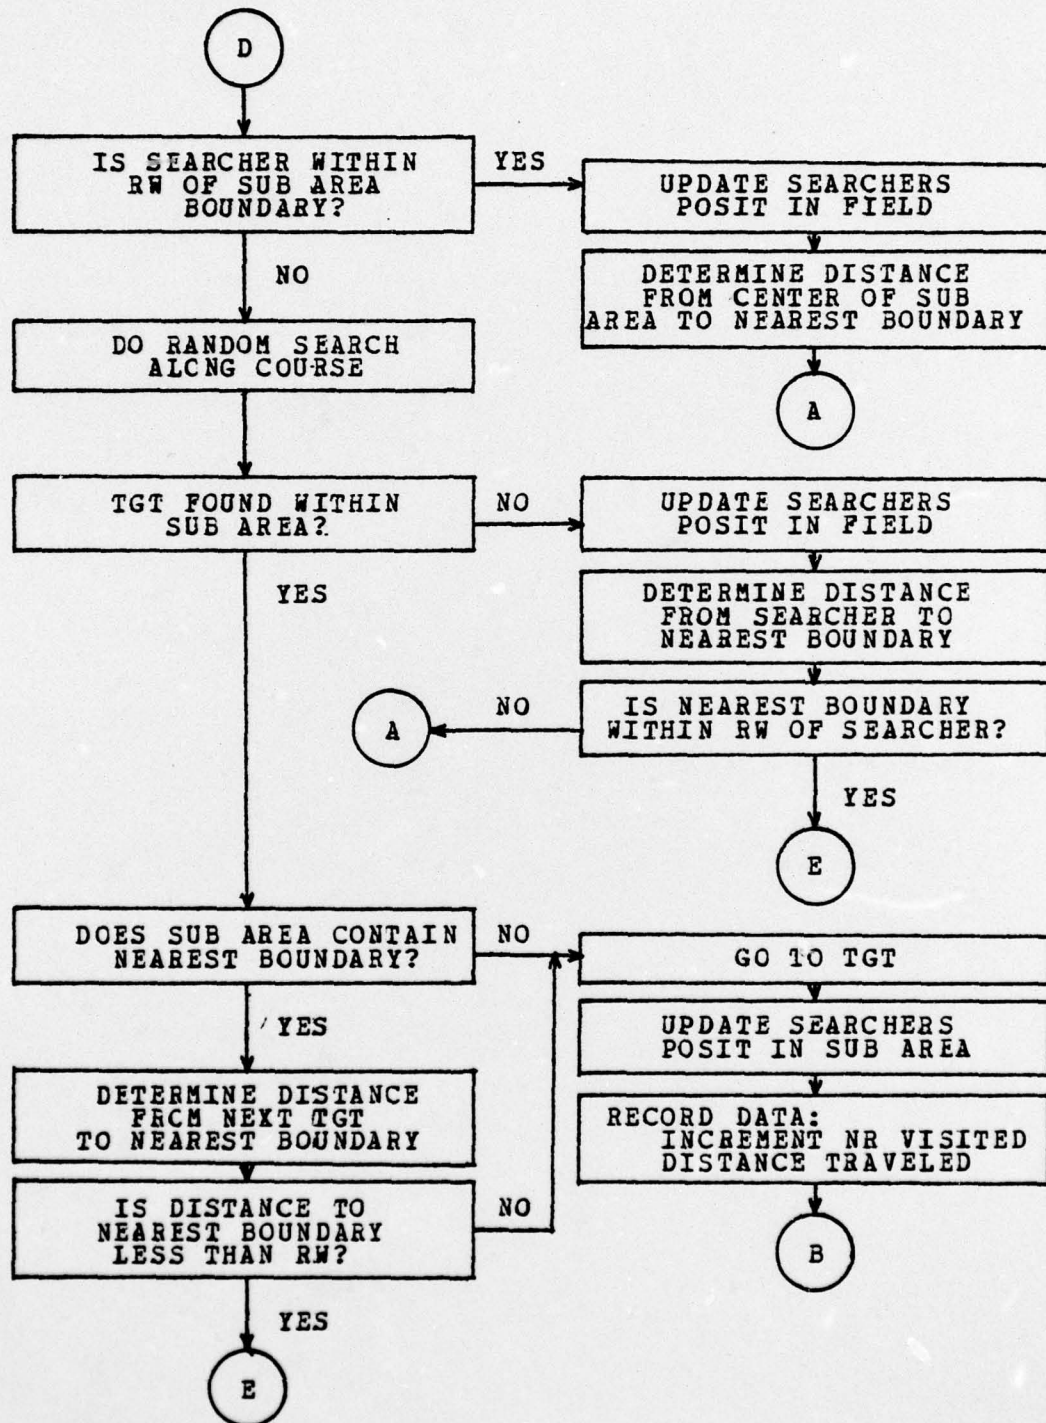 D
IS SEARCHER WITHIN
RW OF SUB AREA
BOUNDARY?
YES
UPDATE SEARCHERS
POSIT IN FIELD
NO
DETERMINE DISTANCE
FROM CENTER OF SUB
AREA TO NEAREST BOUNDARY
DO RANDOM SEARCH
ALCNG COURSE
A
TGT FOUND WITHIN
SUB AREA?
NO
UPDATE SEARCHERS
POSIT IN FIELD
YES
DETERMINE DISTANCE
FROM SEARCHER TO
NEAREST BOUNDARY
A
NO
IS NEAREST BOUNDARY
WITHIN RW OF SEARCHER?
YES
E
DOES SUB AREA CONTAIN
NEAREST BOUNDARY?
NO
GO TO TGT
YES
UPDATE SEARCHERS
POSIT IN SUB AREA
DETERMINE DISTANCE
FRCM NEXT TGT
TO NEAREST BOUNDARY
RECORD DATA:
INCREMENT NR VISITED
DISTANCE TRAVELED
IS DISTANCE TO
NEAREST BOUNDARY
LESS THAN RW?
NO
B
YES
E